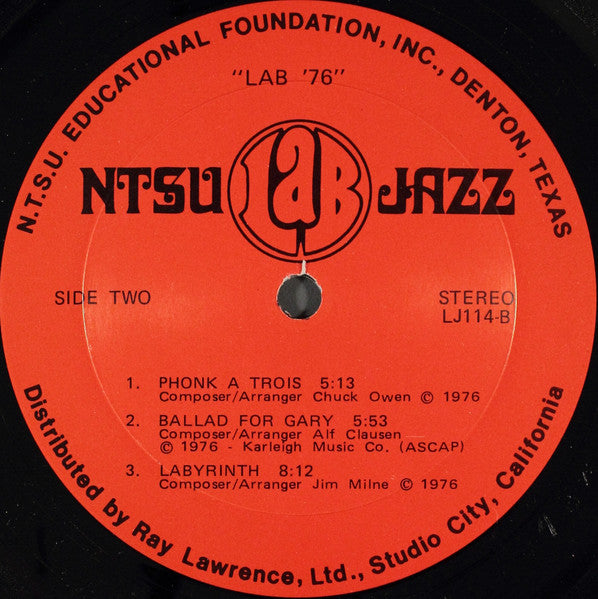 N.T.S.U. EDUCATIONAL FOUNDATION, INC., DENTON, TEXAS
"LAB '76"
NTSU LAB JAZZ
SIDE TWO
STEREO
LJ114-B
1. PHONK A TROIS 5:13
Composer/Arranger Chuck Owen © 1976
2. BALLAD FOR GARY 5:53
Composer/Arranger Alf Clausen
© 1976 - Karleigh Music Co. (ASCAP)
3. LABYRINTH 8:12
Composer/Arranger Jim Milne © 1976
Distributed by Ray Lawrence, Ltd., Studio City, California